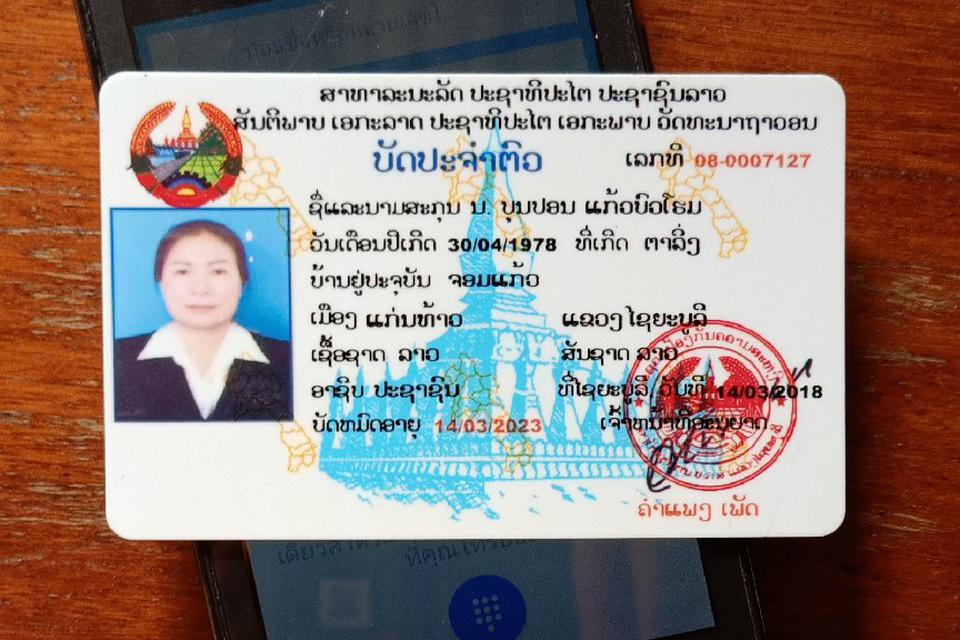 ສາທາລະນະລັດ ປະຊາທິປະໄຕ ປະຊາຊົນລາວ
ສັນຕິພາບ ເອກະລາດ ປະຊາທິປະໄຕ ເອກະພາບ ວັດທະນາຖາວອນ
ບັດປະຈຳຕົວ ເລກທີ 08-0007127
ຊື່ແລະນາມສະກຸນ ນ. ບຸນປອນ ແກ້ວບົວໂຮມ
ວັນເດືອນປີເກີດ 30/04/1978 ທີ່ເກີດ ຕາລິ່ງ
ບ້ານຢູ່ປະຈຸບັນ ຈອມແກ້ວ
ເມືອງ ແກ່ນທ້າວ ແຂວງ ໄຊຍະບູລີ
ເຊື້ອຊາດ ລາວ ສັນຊາດ ລາວ
ອາຊີບ ປະຊາຊົນ ທີ່ໄຊຍະບູລີ ວັນທີ 14/03/2018
ບັດຫມົດອາຍຸ 14/03/2023 ເຈົ້າຫນ້າທີ່ອະນຸຍາດ
ຄຳແພງ ເພັດ